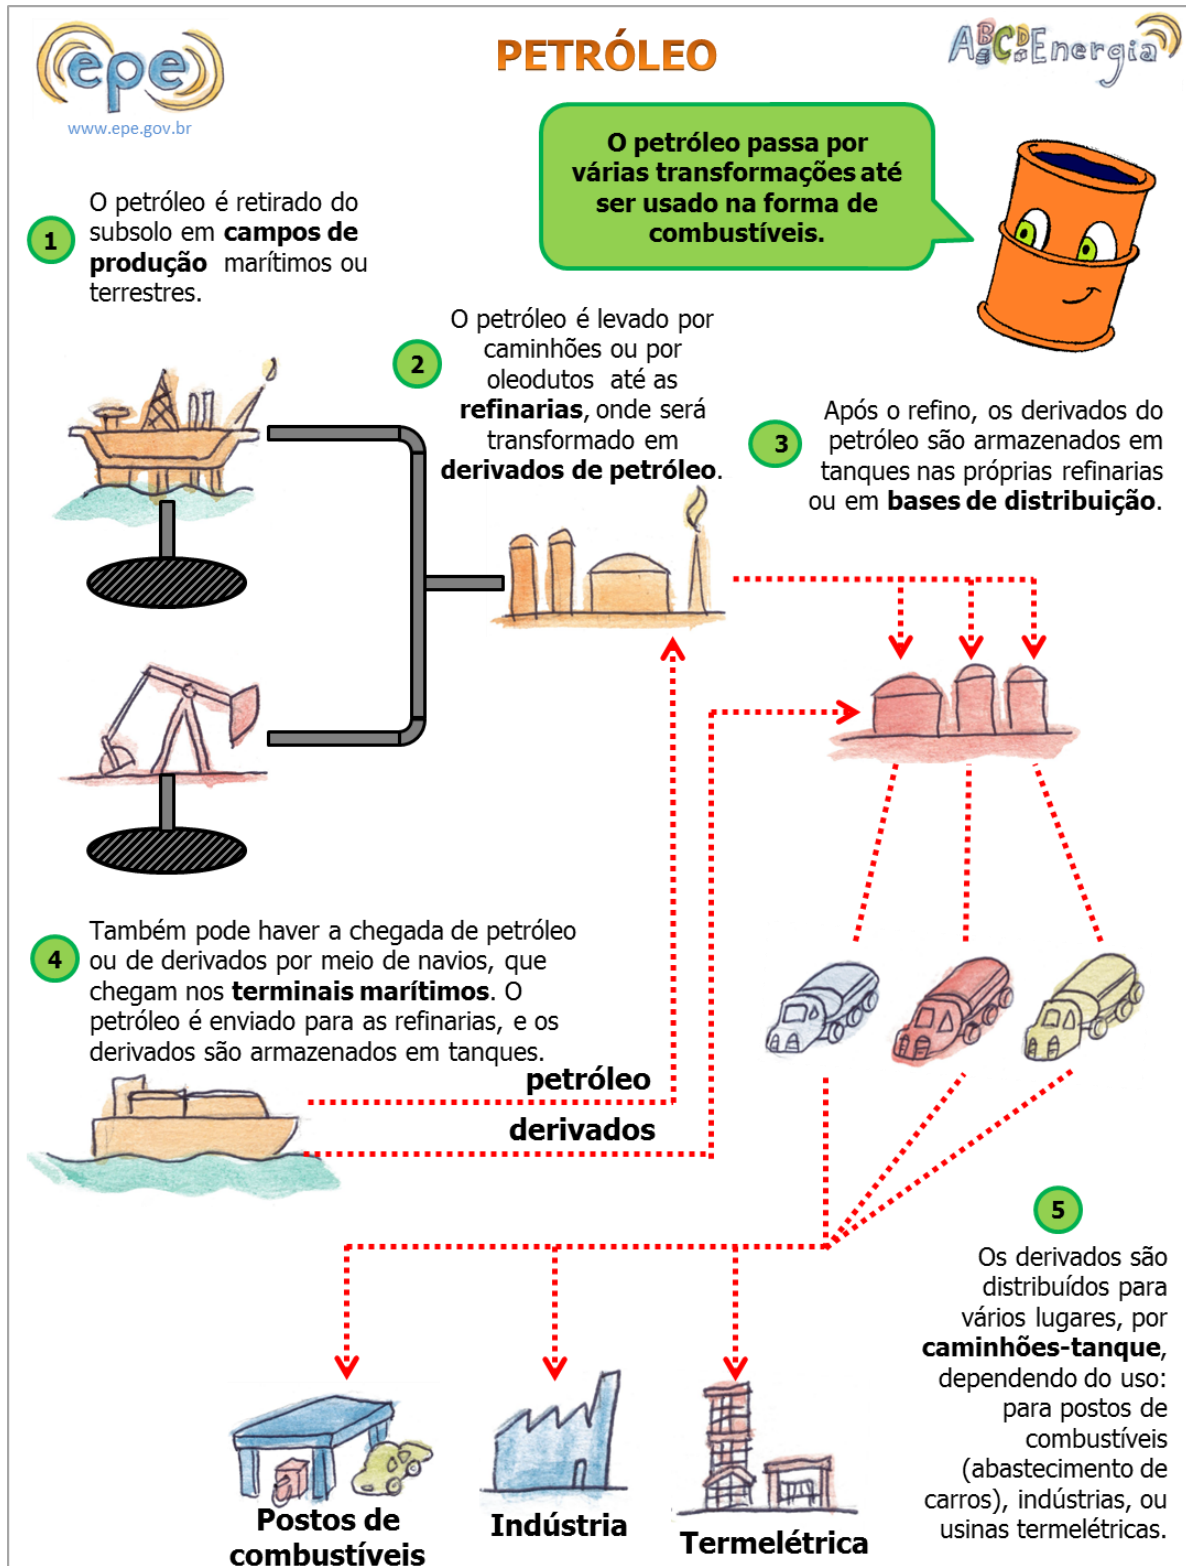 epe
www.epe.gov.br
PETRÓLEO
ABCDEnergia
O petróleo passa por
várias transformações até
ser usado na forma de
combustíveis.
1
O petróleo é retirado do
subsolo em campos de
produção marítimos ou
terrestres.
2
O petróleo é levado por
caminhões ou por
oleodutos até as
refinarias, onde será
transformado em
derivados de petróleo.
3
Após o refino, os derivados do
petróleo são armazenados em
tanques nas próprias refinarias
ou em bases de distribuição.
4
Também pode haver a chegada de petróleo
ou de derivados por meio de navios, que
chegam nos terminais marítimos. O
petróleo é enviado para as refinarias, e os
derivados são armazenados em tanques.
petróleo
derivados
5
Os derivados são
distribuídos para
vários lugares, por
caminhões-tanque,
dependendo do uso:
para postos de
combustíveis
(abastecimento de
carros), indústrias, ou
usinas termelétricas.
Postos de
combustíveis
Indústria
Termelétrica